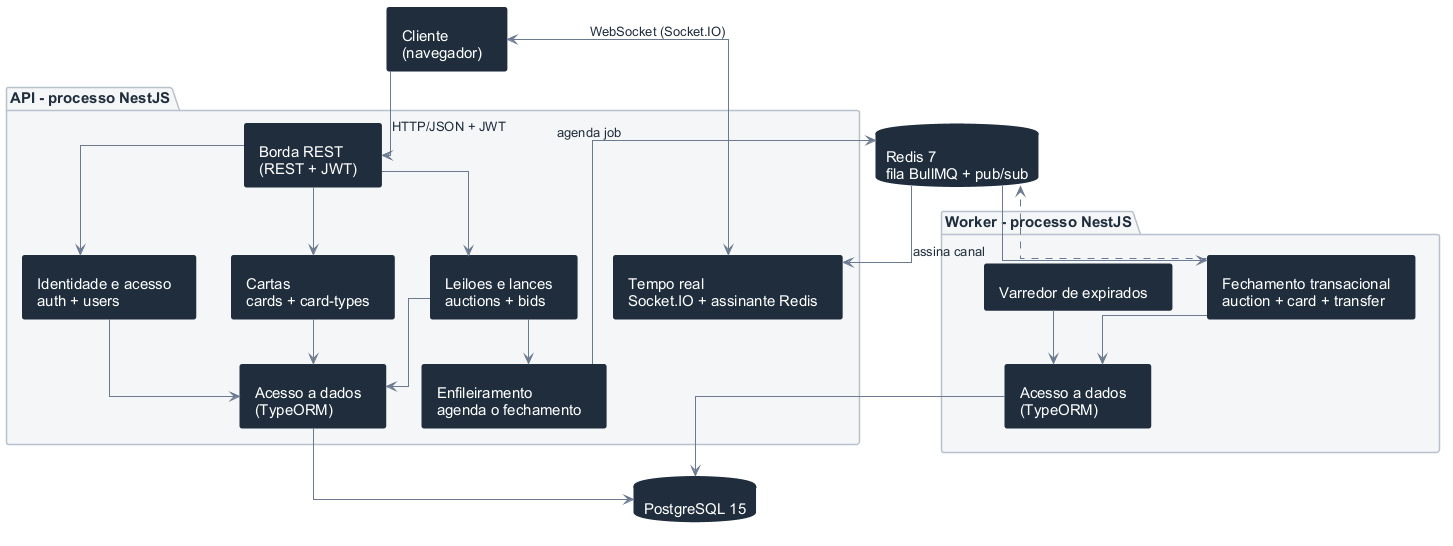 Cliente
(navegador)
WebSocket (Socket.IO)
API - processo NestJS
HTTP/JSON + JWT
agenda job
Borda REST
(REST + JWT)
Redis 7
fila BullMQ + pub/sub
Worker - processo NestJS
assina canal
Identidade e acesso
auth + users
Cartas
cards + card-types
Leiloes e lances
auctions + bids
Tempo real
Socket.IO + assinante Redis
Varredor de expirados
Fechamento transacional
auction + card + transfer
Acesso a dados
(TypeORM)
Enfileiramento
agenda o fechamento
Acesso a dados
(TypeORM)
PostgreSQL 15